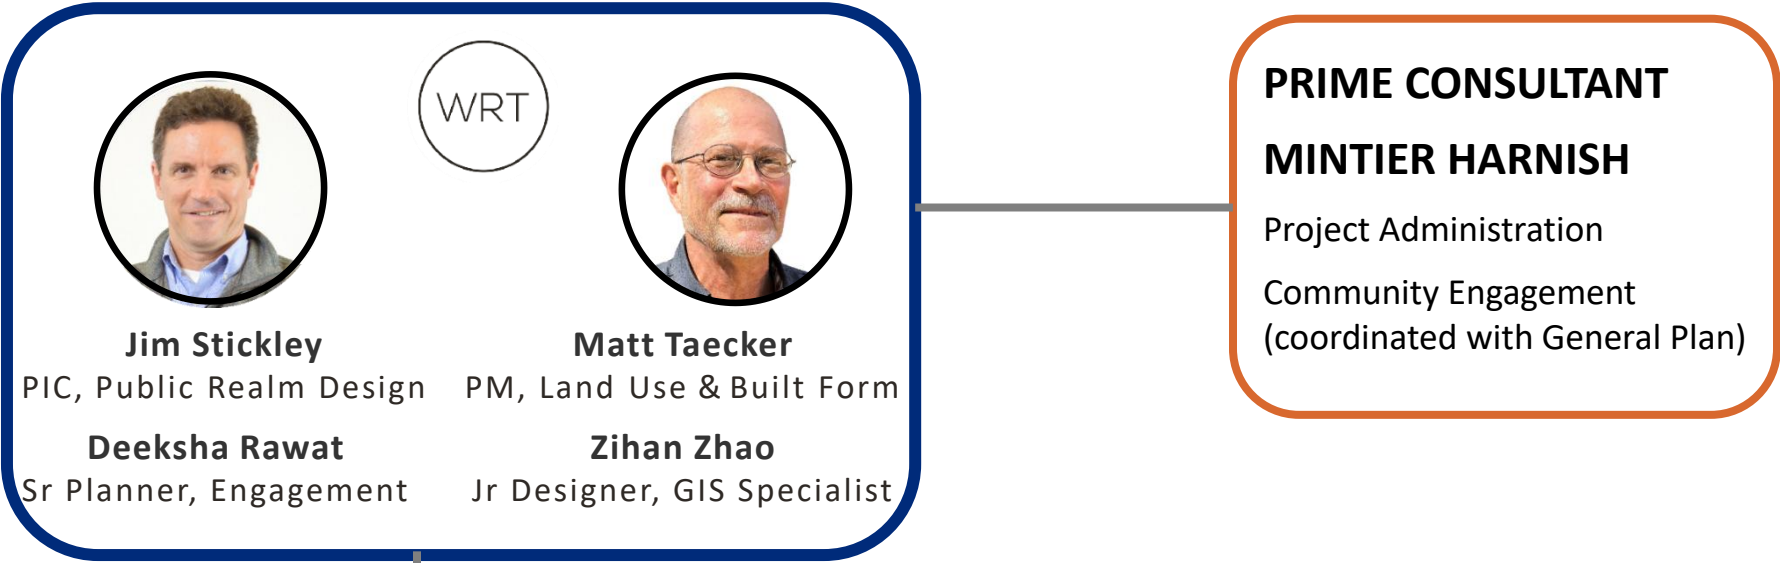 WRT
Jim Stickley
PIC, Public Realm Design
Matt Taecker
PM, Land Use & Built Form
Deeksha Rawat
Sr Planner, Engagement
Zihan Zhao
Jr Designer, GIS Specialist
PRIME CONSULTANT
MINTIER HARNISH
Project Administration
Community Engagement
(coordinated with General Plan)